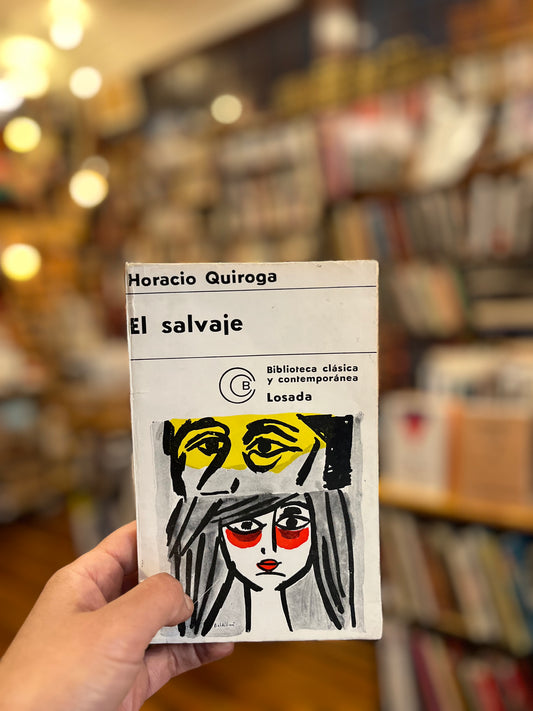 Horacio Quiroga
El salvaje
B
Biblioteca clásica
y contemporánea
Losada